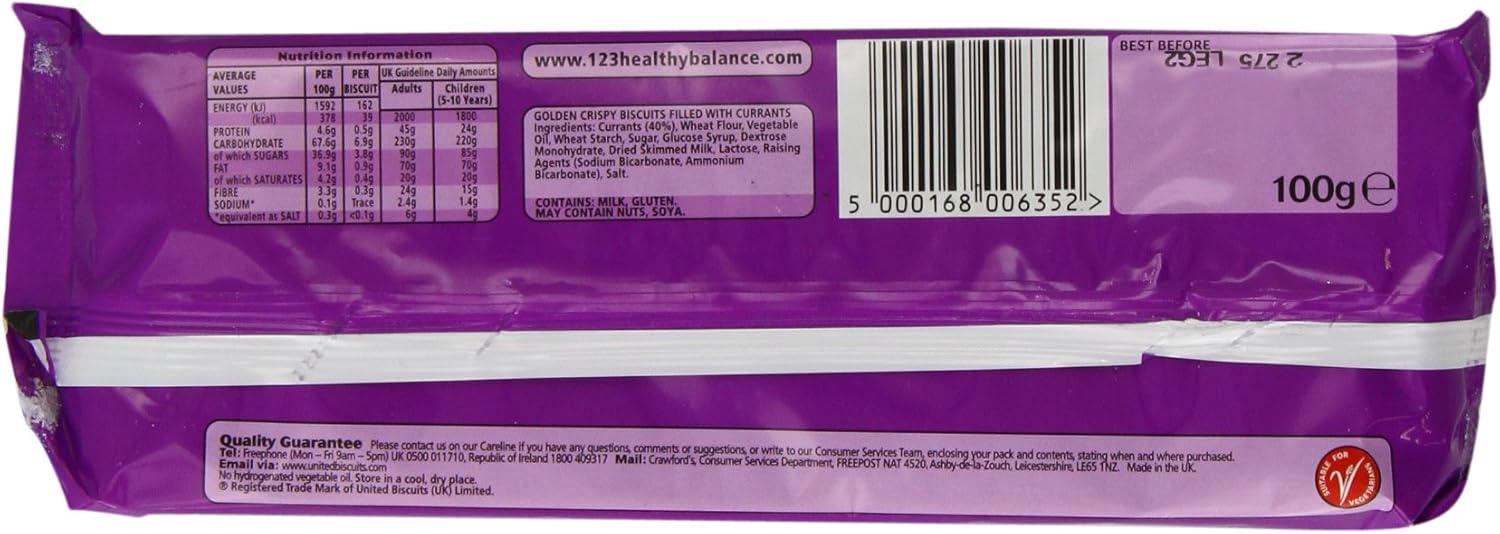 Nutrition Information
AVERAGE VALUES PER 100g PER BISCUIT UK Guideline Daily Amounts Adults Children (5-10 Years)
ENERGY (kJ) 1592 162
(kcal) 378 39 2000 1800
PROTEIN 4.6g 0.5g 45g 24g
CARBOHYDRATE 67.6g 6.9g 230g 220g
of which SUGARS 36.9g 3.8g 90g 85g
FAT 9.1g 0.9g 70g 70g
of which SATURATES 4.2g 0.4g 20g 20g
FIBRE 3.3g 0.3g 24g 15g
SODIUM* 0.1g Trace 2.4g 1.4g
*equivalent as SALT 0.3g <0.1g 6g 4g
www.123healthybalance.com
GOLDEN CRISPY BISCUITS FILLED WITH CURRANTS
Ingredients: Currants (40%), Wheat Flour, Vegetable
Oil, Wheat Starch, Sugar, Glucose Syrup, Dextrose
Monohydrate, Dried Skimmed Milk, Lactose, Raising
Agents (Sodium Bicarbonate, Ammonium
Bicarbonate), Salt.
CONTAINS: MILK, GLUTEN.
MAY CONTAIN NUTS, SOYA.
5 000168 006352 >
BEST BEFORE
2 275 LEG2
100g e
Quality Guarantee Please contact us on our Careline if you have any questions, comments or suggestions, or write to our Consumer Services Team, enclosing your pack and contents, stating when and where purchased.
Tel: Freephone (Mon – Fri 9am – 5pm) UK 0500 011710, Republic of Ireland 1800 409317 Mail: Crawford's, Consumer Services Department, FREEPOST NAT 4520, Ashby-de-la-Zouch, Leicestershire, LE65 1NZ. Made in the UK.
Email via: www.unitedbiscuits.com
No hydrogenated vegetable oil. Store in a cool, dry place.
® Registered Trade Mark of United Biscuits (UK) Limited.
SUITABLE FOR VEGETARIANS